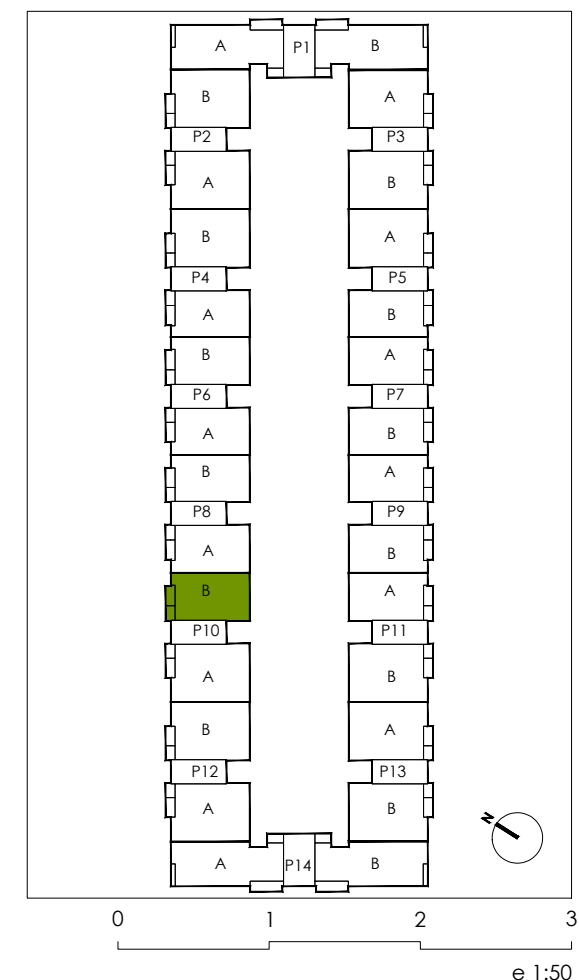 A P1 B
B A
P2 P3
A B
B A
P4 P5
A B
B A
P6 P7
A B
B A
P8 P9
A B
B A
P10 P11
A B
B A
P12 P13
A B
N
A P14 B
0 1 2 3
e 1:50